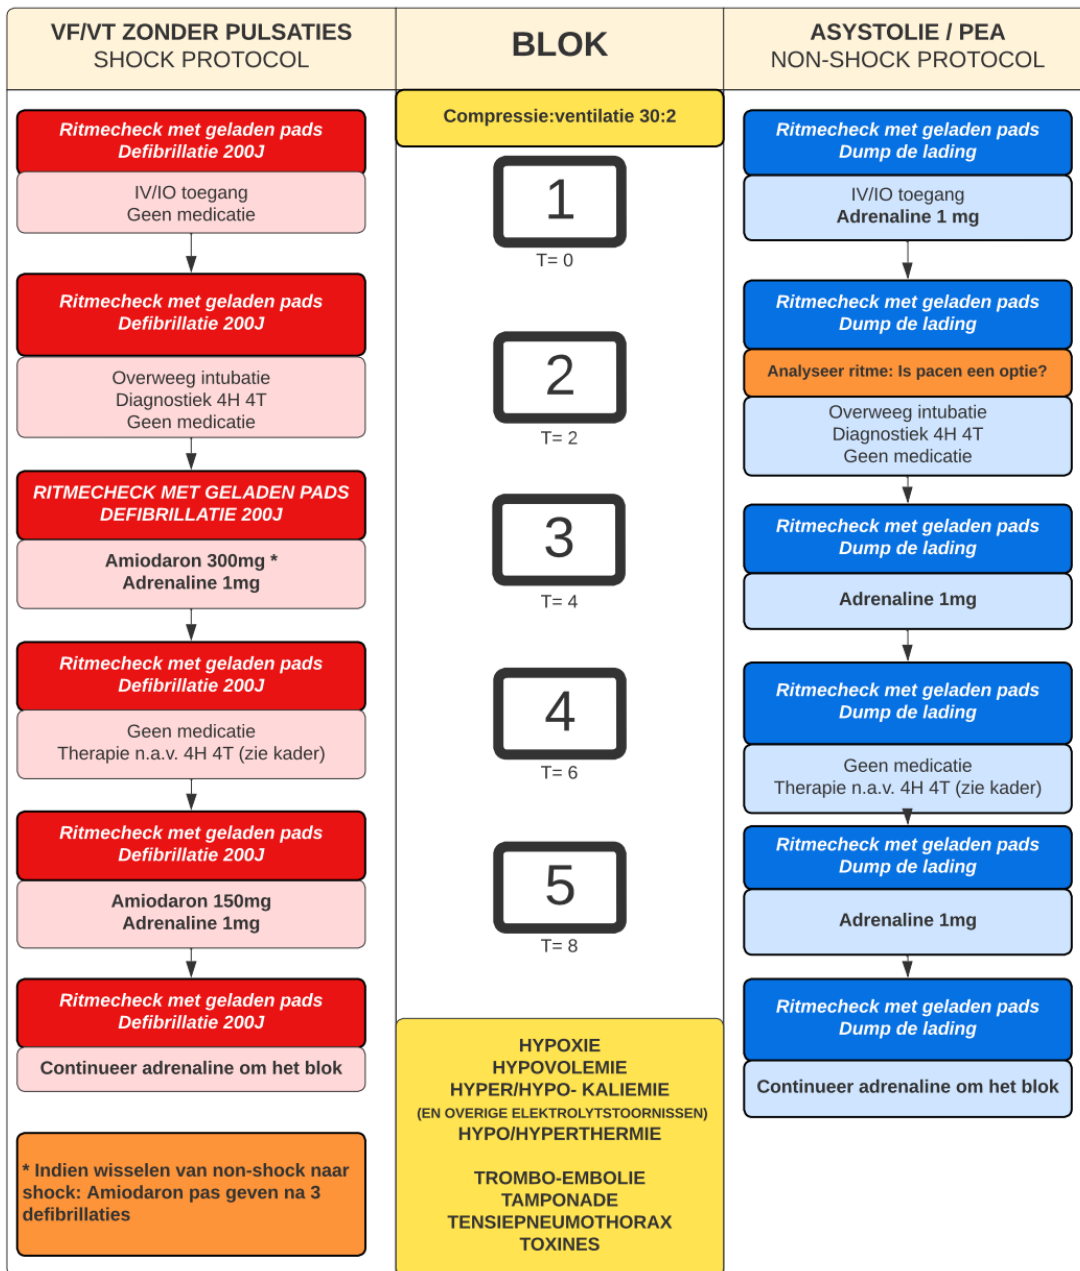 VF/VT ZONDER PULSATIES
SHOCK PROTOCOL
Ritmecheck met geladen pads
Defibrillatie 200J
IV/IO toegang
Geen medicatie
Ritmecheck met geladen pads
Defibrillatie 200J
Overweeg intubatie
Diagnostiek 4H 4T
Geen medicatie
RITMECHECK MET GELADEN PADS
DEFIBRILLATIE 200J
Amiodaron 300mg *
Adrenaline 1mg
Ritmecheck met geladen pads
Defibrillatie 200J
Geen medicatie
Therapie n.a.v. 4H 4T (zie kader)
Ritmecheck met geladen pads
Defibrillatie 200J
Amiodaron 150mg
Adrenaline 1mg
Ritmecheck met geladen pads
Defibrillatie 200J
Continueer adrenaline om het blok
* Indien wisselen van non-shock naar
shock: Amiodaron pas geven na 3
defibrillaties
BLOK
Compressie:ventilatie 30:2
1
T= 0
2
T= 2
3
T= 4
4
T= 6
5
T= 8
HYPOXIE
HYPOVOLEMIE
HYPER/HYPO- KALIEMIE
(EN OVERIGE ELEKTROLYTSTOORNISSEN)
HYPO/HYPERTHERMIE
TROMBO-EMBOLIE
TAMPONADE
TENSIEPNEUMOTHORAX
TOXINES
ASYSTOLIE / PEA
NON-SHOCK PROTOCOL
Ritmecheck met geladen pads
Dump de lading
IV/IO toegang
Adrenaline 1 mg
Ritmecheck met geladen pads
Dump de lading
Analyseer ritme: Is pacen een optie?
Overweeg intubatie
Diagnostiek 4H 4T
Geen medicatie
Ritmecheck met geladen pads
Dump de lading
Adrenaline 1mg
Ritmecheck met geladen pads
Dump de lading
Geen medicatie
Therapie n.a.v. 4H 4T (zie kader)
Ritmecheck met geladen pads
Dump de lading
Adrenaline 1mg
Ritmecheck met geladen pads
Dump de lading
Continueer adrenaline om het blok